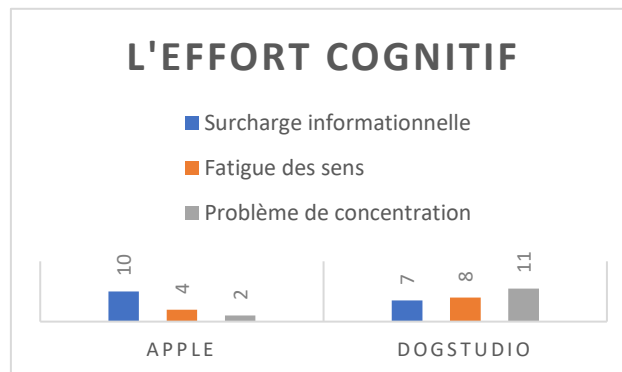 L'EFFORT COGNITIF
Surcharge informationnelle
Fatigue des sens
Problème de concentration
10
4
2
7
8
11
APPLE
DOGSTUDIO